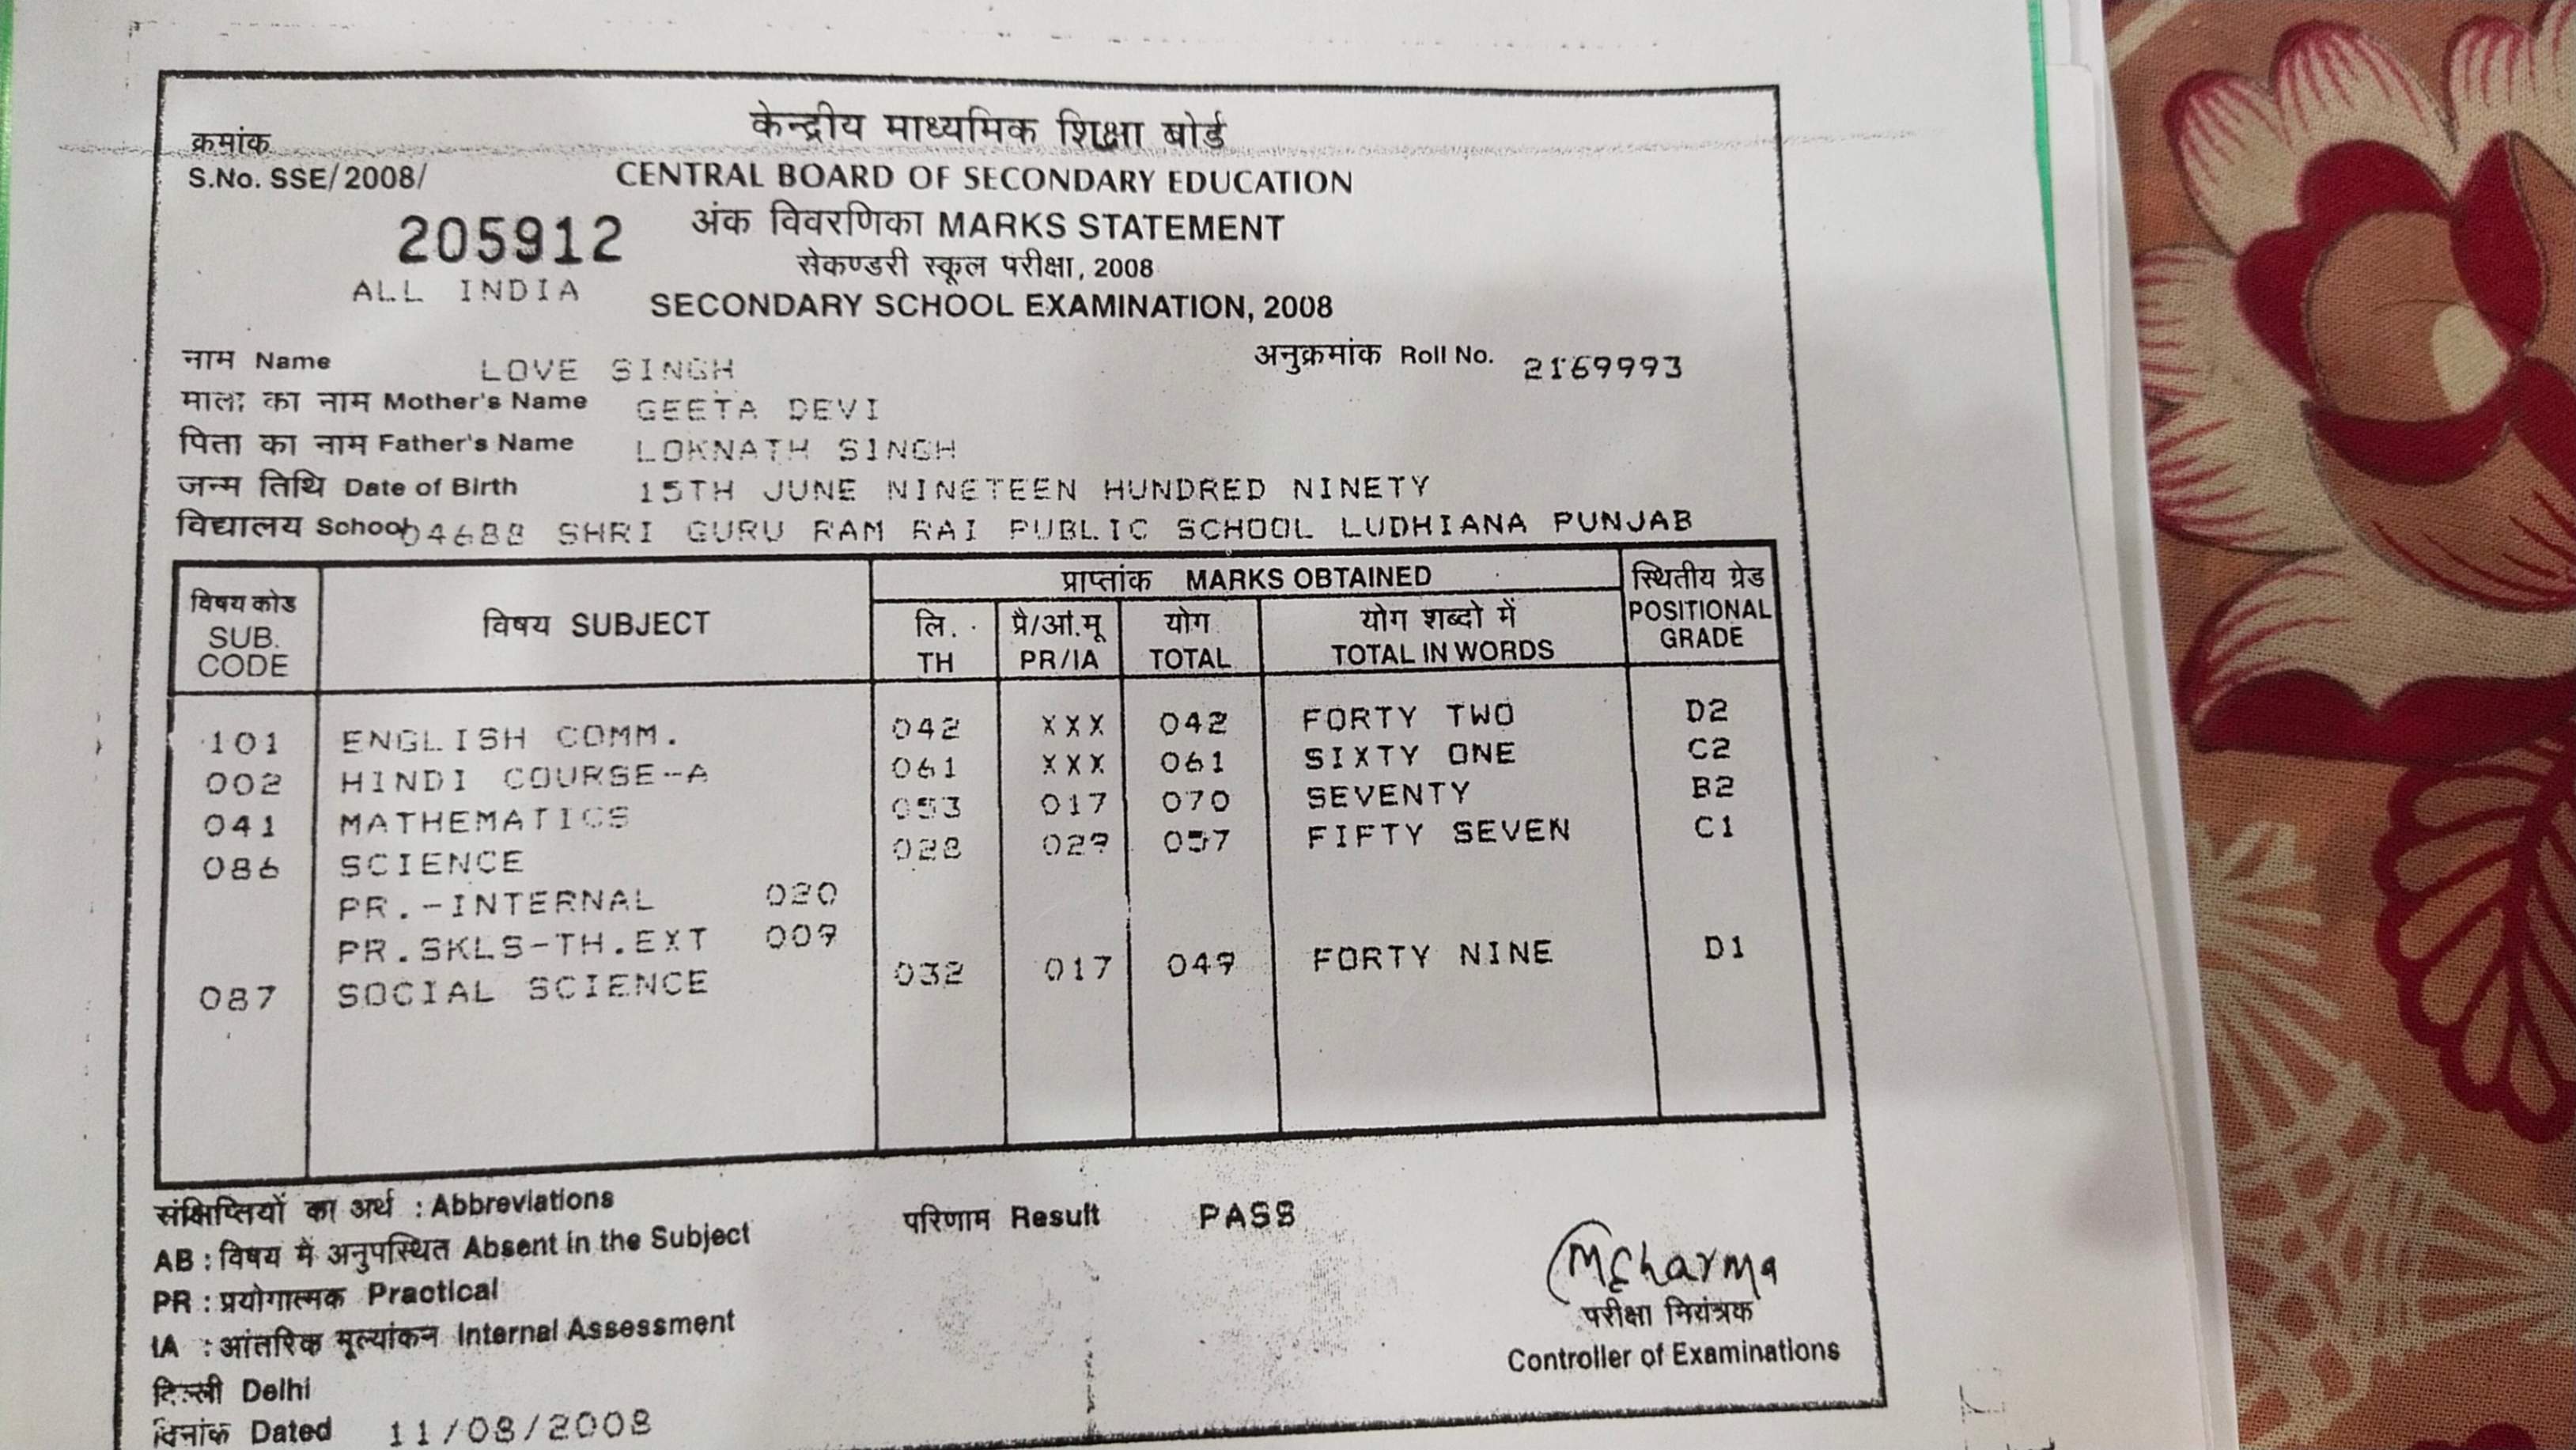 केन्द्रीय माध्यमिक शिक्षा बोर्ड
क्रमांक
S.No. SSE/2008/ CENTRAL BOARD OF SECONDARY EDUCATION
205912 अंक विवरणिका MARKS STATEMENT
सेकण्डरी स्कूल परीक्षा, 2008
ALL INDIA SECONDARY SCHOOL EXAMINATION, 2008
नाम Name LOVE SINGH अनुक्रमांक Roll No. 2169993
माता का नाम Mother's Name GEETA DEVI
पिता का नाम Father's Name LOKNATH SINGH
जन्म तिथि Date of Birth 15TH JUNE NINETEEN HUNDRED NINETY
विद्यालय School 04688 SHRI GURU RAM RAI PUBLIC SCHOOL LUDHIANA PUNJAB
विषय कोड SUB. CODE विषय SUBJECT प्राप्तांक MARKS OBTAINED स्थितीय ग्रेड POSITIONAL GRADE
लि. TH प्रै/आं.मू PR/IA योग TOTAL योग शब्दो में TOTAL IN WORDS
101 ENGLISH COMM. 042 XXX 042 FORTY TWO D2
002 HINDI COURSE-A 061 XXX 061 SIXTY ONE C2
041 MATHEMATICS 053 017 070 SEVENTY B2
086 SCIENCE 028 029 057 FIFTY SEVEN C1
PR.-INTERNAL 020
PR.SKLS-TH.EXT 009
087 SOCIAL SCIENCE 032 017 049 FORTY NINE D1
संक्षिप्तियों का अर्थ : Abbreviations परिणाम Result PASS
AB : विषय में अनुपस्थित Absent in the Subject
PR : प्रयोगात्मक Practical
IA : आंतरिक मूल्यांकन Internal Assessment
MCharma
परीक्षा नियंत्रक
Controller of Examinations
दिल्ली Delhi
दिनांक Dated 11/08/2008